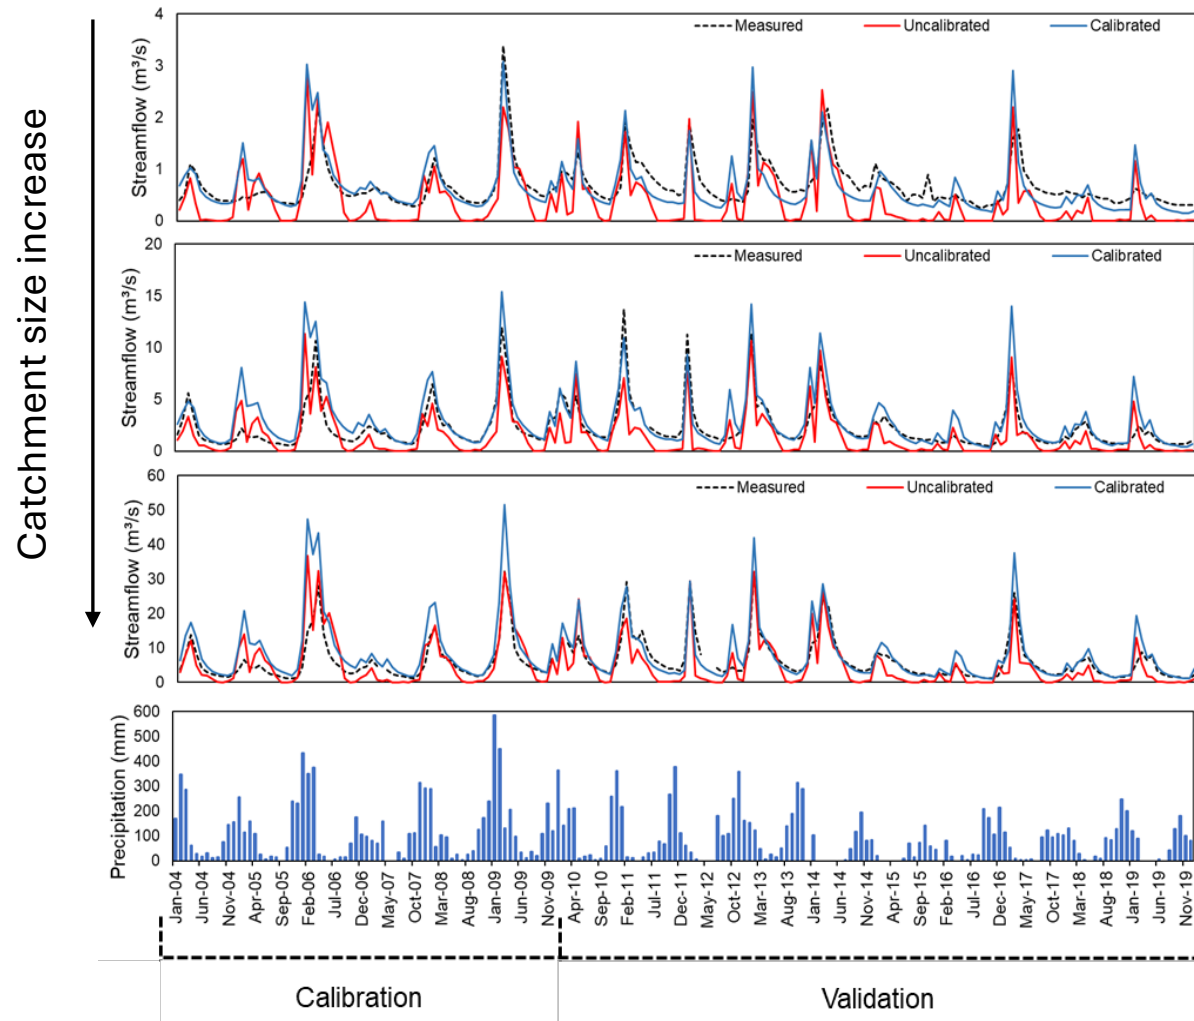 Catchment size increase
Streamflow (m³/s)
4
3
2
1
0
Measured
Uncalibrated
Calibrated
Streamflow (m³/s)
20
15
10
5
0
Measured
Uncalibrated
Calibrated
Streamflow (m³/s)
60
50
40
30
20
10
0
Measured
Uncalibrated
Calibrated
Precipitation (mm)
600
500
400
300
200
100
0
Jan-04
Jun-04
Nov-04
Apr-05
Sep-05
Feb-06
Jul-06
Dec-06
May-07
Oct-07
Mar-08
Aug-08
Jan-09
Jun-09
Nov-09
Apr-10
Sep-10
Feb-11
Jul-11
Dec-11
May-12
Oct-12
Mar-13
Aug-13
Jan-14
Jun-14
Nov-14
Apr-15
Sep-15
Feb-16
Jul-16
Dec-16
May-17
Oct-17
Mar-18
Aug-18
Jan-19
Jun-19
Nov-19
Calibration
Validation